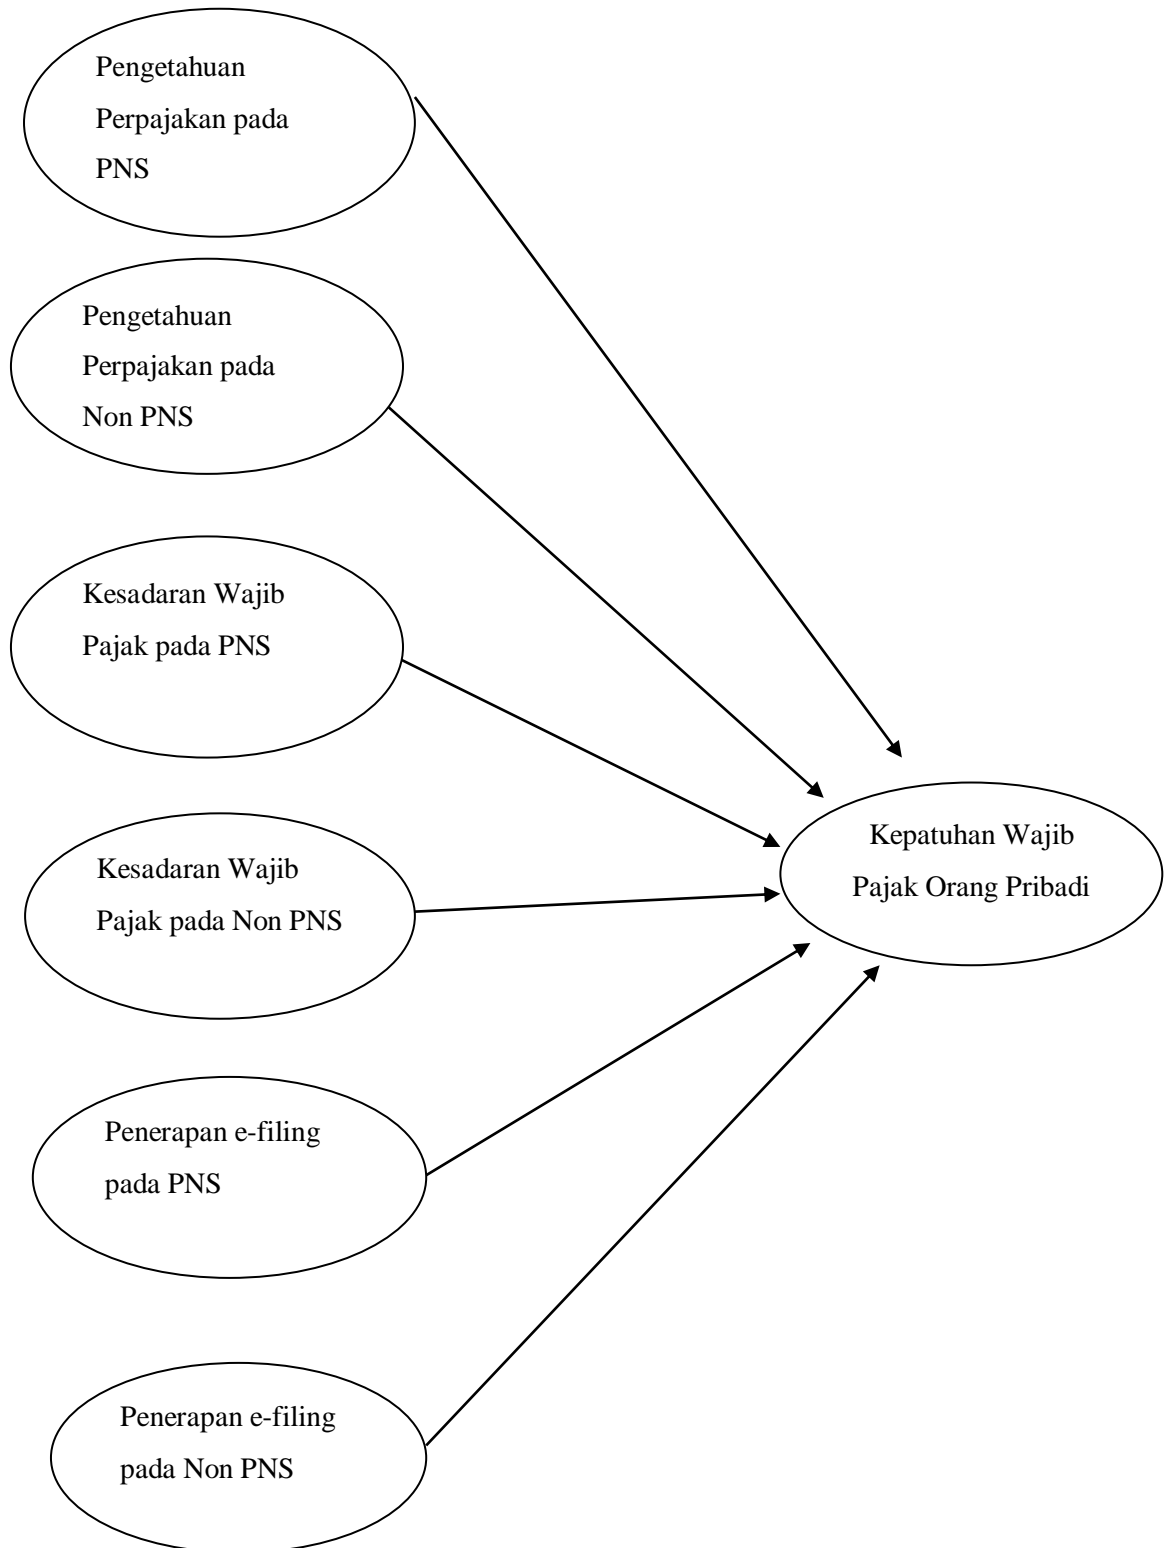 Pengetahuan
Perpajakan pada
PNS
Pengetahuan
Perpajakan pada
Non PNS
Kesadaran Wajib
Pajak pada PNS
Kesadaran Wajib
Pajak pada Non PNS
Kepatuhan Wajib
Pajak Orang Pribadi
Penerapan e-filing
pada PNS
Penerapan e-filing
pada Non PNS